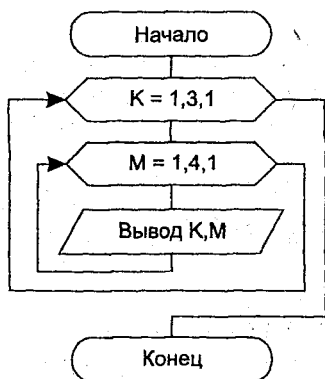 Начало
K = 1,3,1
M = 1,4,1
Вывод K,M
Конец